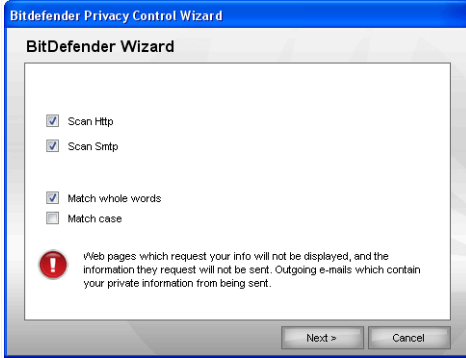 Bitdefender Privacy Control Wizard
BitDefender Wizard
Scan Http
Scan Smtp
Match whole words
Match case
Web pages which request your info will not be displayed, and the
information they request will not be sent. Outgoing e-mails which contain
your private information from being sent.
Next >
Cancel